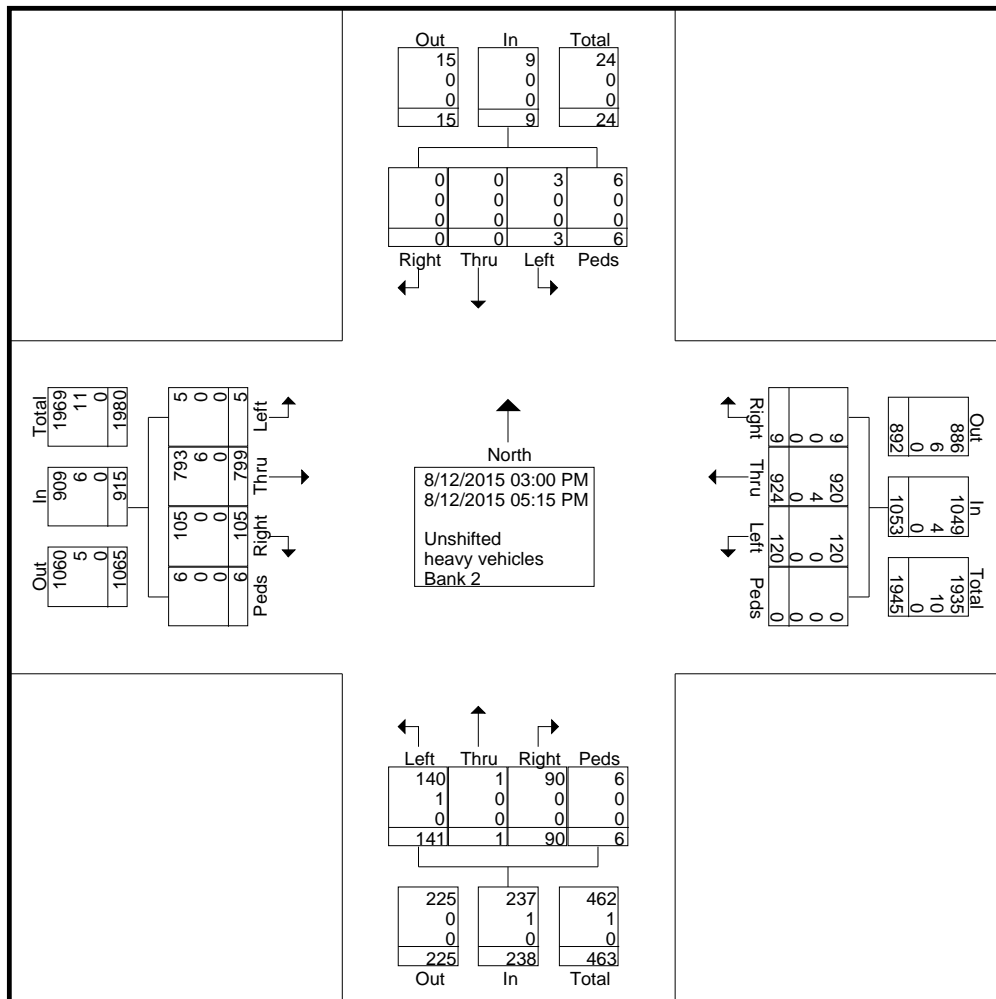 Out In Total
15 9 24
0 0 0
0 0 0
15 9 24
0 0 3 6
0 0 0 0
0 0 0 0
0 0 3 6
Right Thru Left Peds
Total
1969 11 0 1980
In
909 6 0 915
Out
1060 5 0 1065
Left
5 0 0 5
Thru
793 6 0 799
Right
105 0 0 105
Peds
6 0 0 6
North
8/12/2015 03:00 PM
8/12/2015 05:15 PM
Unshifted
heavy vehicles
Bank 2
Right
9 0 0 9
Thru
920 4 0 924
Left
120 0 0 120
Peds
0 0 0 0
Out
886 6 0 892
In
1049 4 0 1053
Total
1935 10 0 1945
Left Thru Right Peds
140 1 90 6
1 0 0 0
0 0 0 0
141 1 90 6
225 237 462
0 1 1
0 0 0
225 238 463
Out In Total